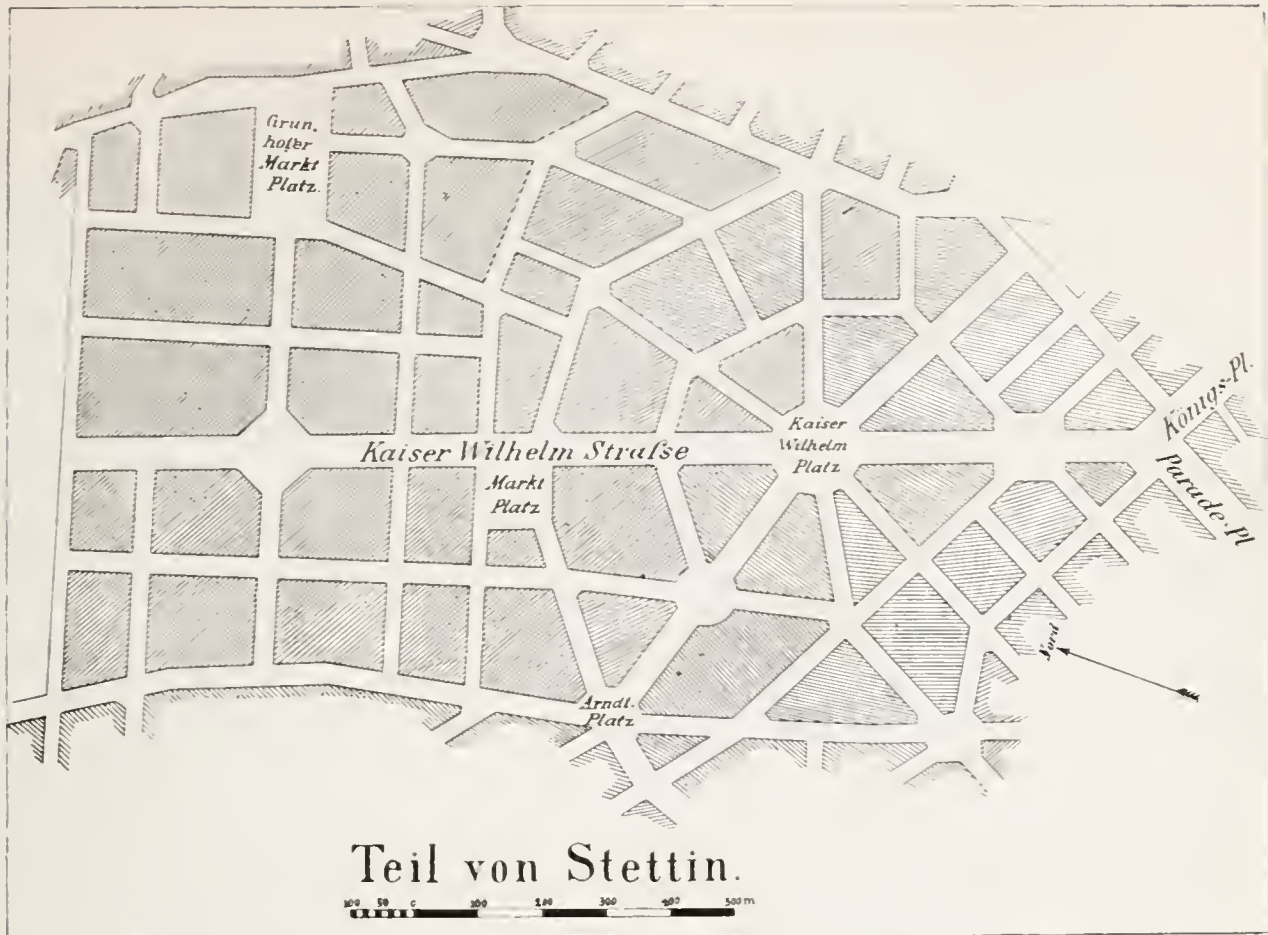 Grun.
hofer
Markt
Platz.
Kaiser Wilhelm Straſse
Kaiser
Wilhelm
Platz
Markt
Platz
Königs-Pl.
Parade-Pl
Nord
Arndt.
Platz
Teil von Stettin.
100 50 0 100 200 300 400 500 m